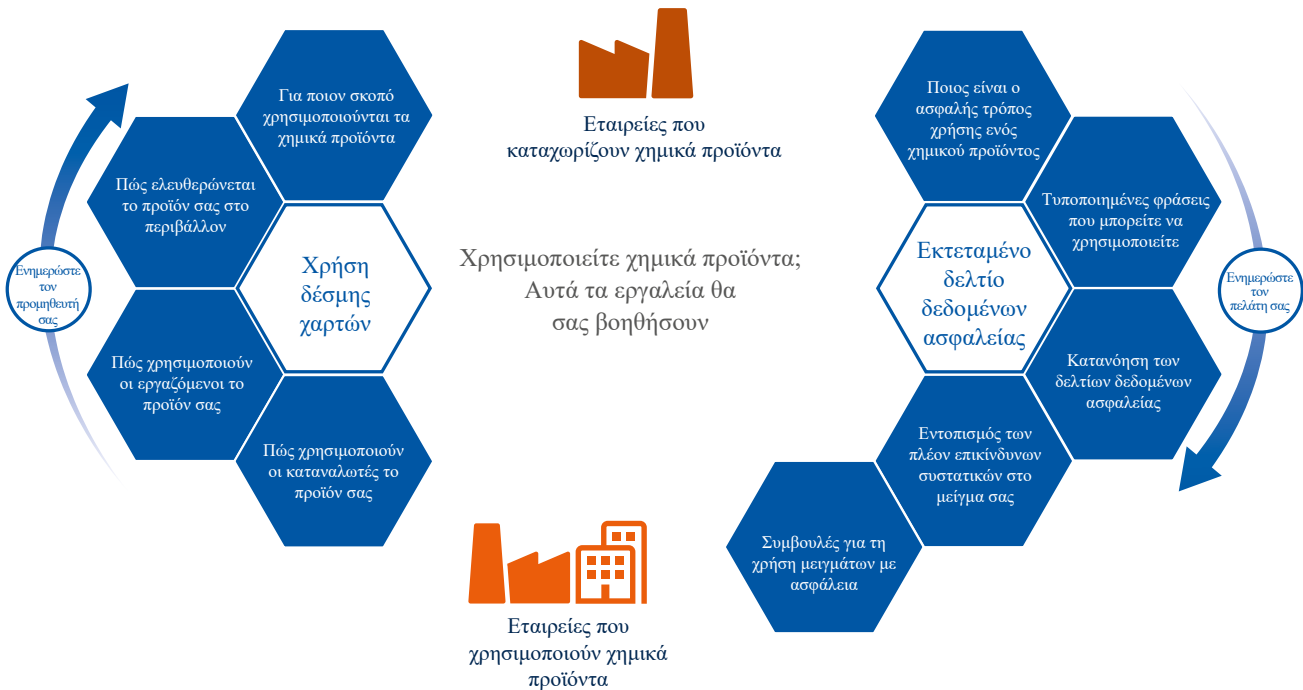 Για ποιον σκοπό
χρησιμοποιούνται τα
χημικά προϊόντα
Πώς ελευθερώνεται
το προϊόν σας στο
περιβάλλον
Ενημερώστε
τον
προμηθευτή
σας
Χρήση
δέσμης
χαρτών
Πώς χρησιμοποιούν
οι εργαζόμενοι το
προϊόν σας
Πώς χρησιμοποιούν
οι καταναλωτές το
προϊόν σας
Εταιρείες που
καταχωρίζουν χημικά προϊόντα
Χρησιμοποιείτε χημικά προϊόντα;
Αυτά τα εργαλεία θα
σας βοηθήσουν
Εταιρείες που
χρησιμοποιούν χημικά
προϊόντα
Ποιος είναι ο
ασφαλής τρόπος
χρήσης ενός
χημικού προϊόντος
Τυποποιημένες φράσεις
που μπορείτε να
χρησιμοποιείτε
Εκτεταμένο
δελτίο
δεδομένων
ασφαλείας
Ενημερώστε
τον
πελάτη σας
Κατανόηση των
δελτίων δεδομένων
ασφαλείας
Εντοπισμός των
πλέον επικίνδυνων
συστατικών στο
μείγμα σας
Συμβουλές για τη
χρήση μειγμάτων με
ασφάλεια